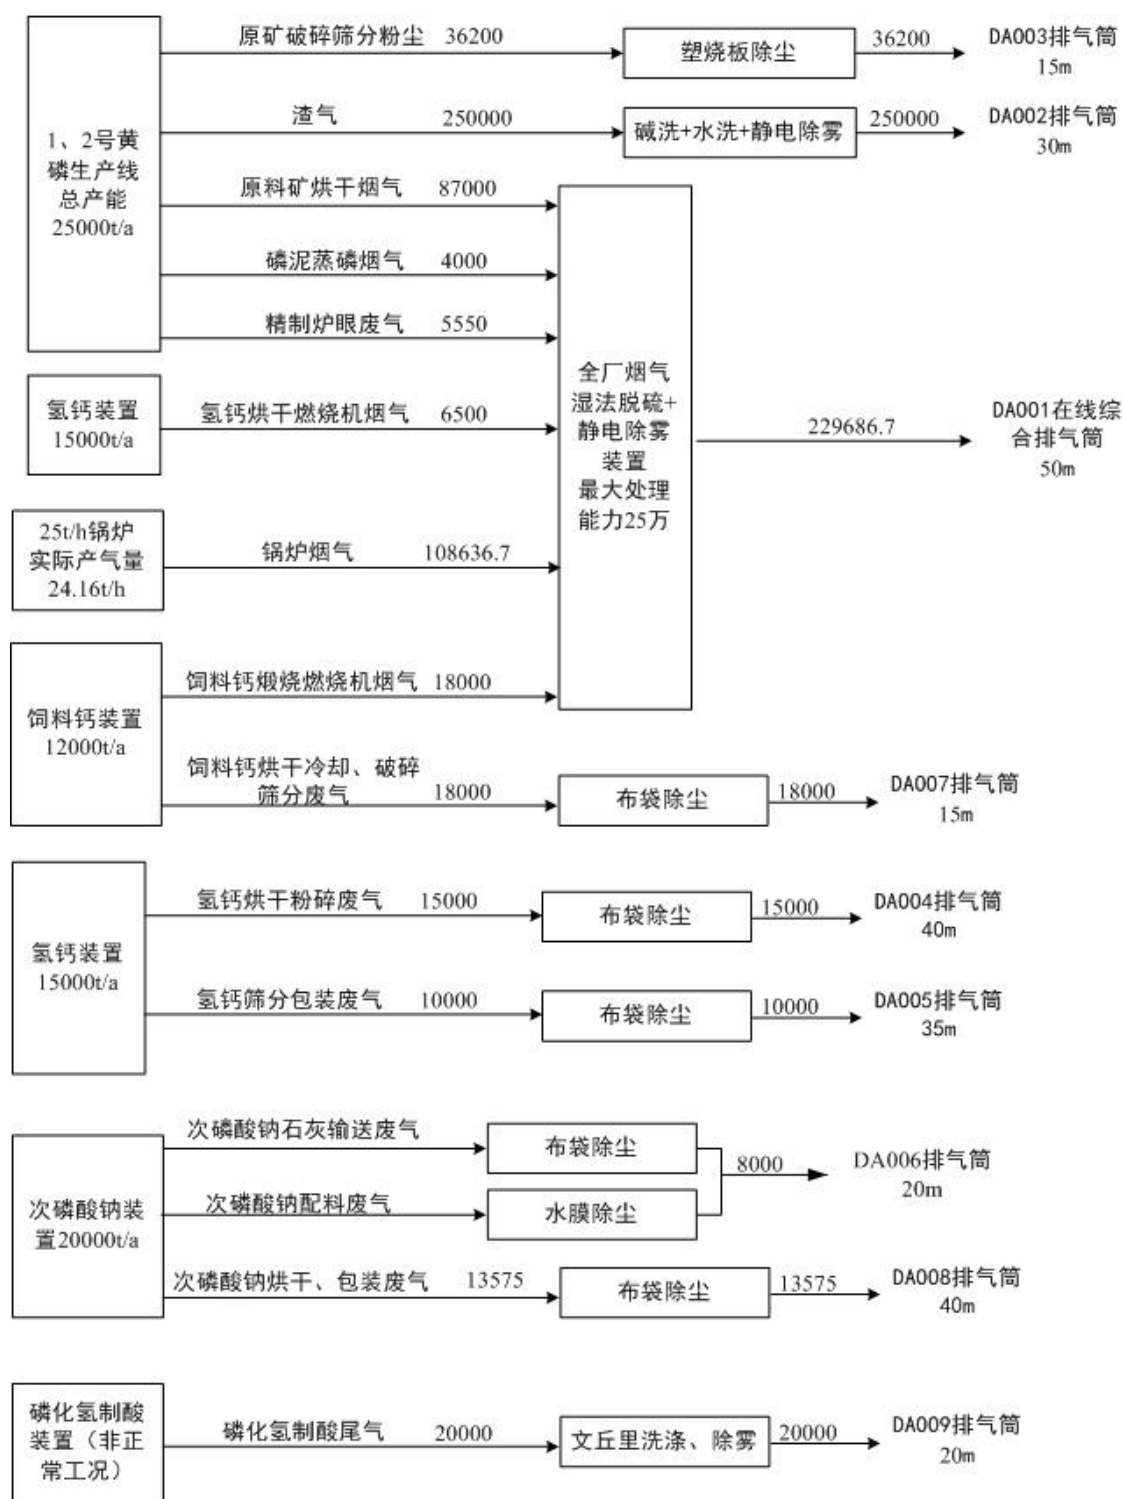 1、2号黄
磷生产线
总产能
25000t/a
原矿破碎筛分粉尘 36200
塑烧板除尘
36200
DA003排气筒
15m
渣气 250000
碱洗+水洗+静电除雾
250000
DA002排气筒
30m
原料矿烘干烟气 87000
磷泥蒸磷烟气 4000
精制炉眼废气 5550
氢钙装置
15000t/a
氢钙烘干燃烧机烟气 6500
25t/h锅炉
实际产气量
24.16t/h
锅炉烟气 108636.7
全厂烟气
湿法脱硫+
静电除雾
装置
最大处理
能力25万
229686.7
DA001在线综
合排气筒
50m
饲料钙装置
12000t/a
饲料钙煅烧燃烧机烟气 18000
饲料钙烘干冷却、破碎
筛分废气 18000
布袋除尘
18000
DA007排气筒
15m
氢钙装置
15000t/a
氢钙烘干粉碎废气 15000
布袋除尘
15000
DA004排气筒
40m
氢钙筛分包装废气 10000
布袋除尘
10000
DA005排气筒
35m
次磷酸钠装
置20000t/a
次磷酸钠石灰输送废气
布袋除尘
次磷酸钠配料废气
水膜除尘
8000
DA006排气筒
20m
次磷酸钠烘干、包装废气 13575
布袋除尘
13575
DA008排气筒
40m
磷化氢制酸
装置（非正
常工况）
磷化氢制酸尾气 20000
文丘里洗涤、除雾
20000
DA009排气筒
20m